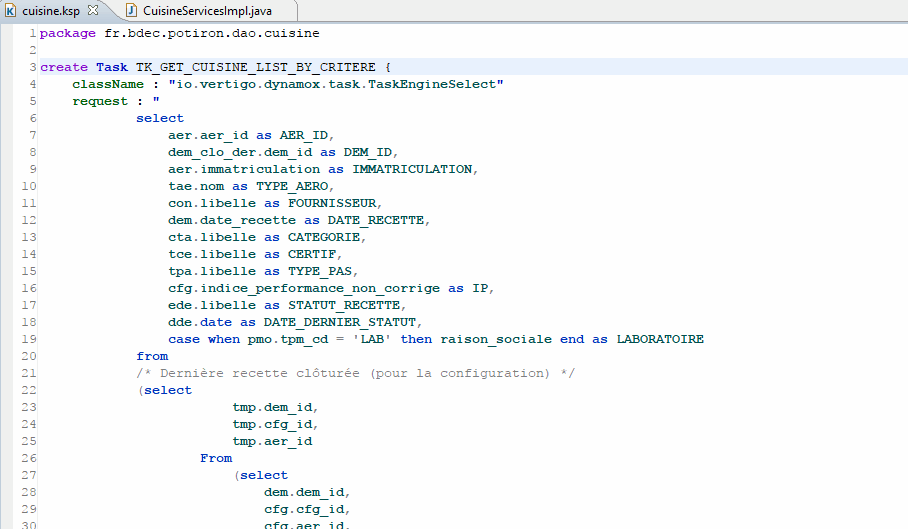 cuisine.ksp CuisineServicesImpl.java
1 package fr.bdec.potiron.dao.cuisine
2
3 create Task TK_GET_CUISINE_LIST_BY_CRITERE {
4 className : "io.vertigo.dynamox.task.TaskEngineSelect"
5 request : "
6 select
7 aer.aer_id as AER_ID,
8 dem_clo_der.dem_id as DEM_ID,
9 aer.immatriculation as IMMATRICULATION,
10 tae.nom as TYPE_AERO,
11 con.libelle as FOURNISSEUR,
12 dem.date_recette as DATE_RECETTE,
13 cta.libelle as CATEGORIE,
14 tce.libelle as CERTIF,
15 tpa.libelle as TYPE_PAS,
16 cfg.indice_performance_non_corrige as IP,
17 ede.libelle as STATUT_RECETTE,
18 dde.date as DATE_DERNIER_STATUT,
19 case when pmo.tpm_cd = 'LAB' then raison_sociale end as LABORATOIRE
20 from
21 /* Dernière recette clôturée (pour la configuration) */
22 (select
23 tmp.dem_id,
24 tmp.cfg_id,
25 tmp.aer_id
26 From
27 (select
28 dem.dem_id,
29 cfg.cfg_id,
30 cfg.aer_id,